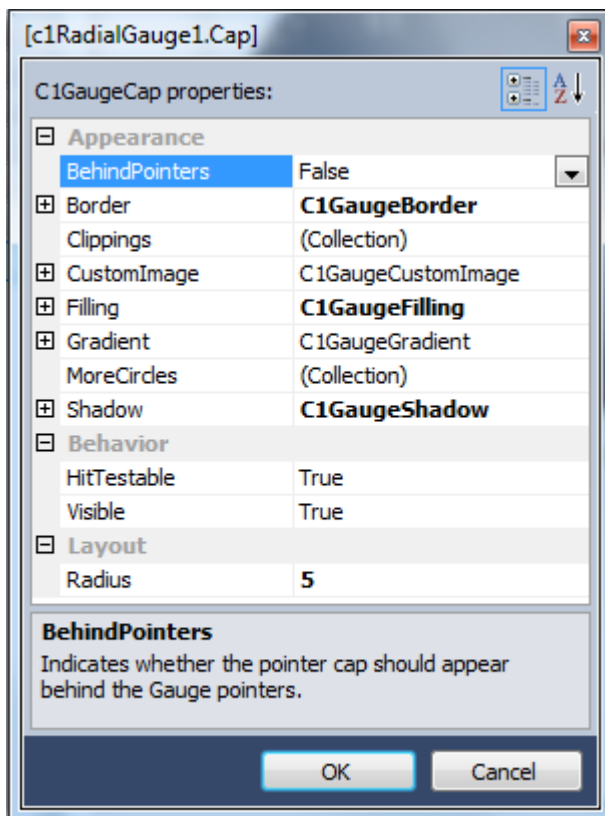 [c1RadialGauge1.Cap]
C1GaugeCap properties:
A
Z
Appearance
BehindPointers False
Border C1GaugeBorder
Clippings (Collection)
CustomImage C1GaugeCustomImage
Filling C1GaugeFilling
Gradient C1GaugeGradient
MoreCircles (Collection)
Shadow C1GaugeShadow
Behavior
HitTestable True
Visible True
Layout
Radius 5
BehindPointers
Indicates whether the pointer cap should appear
behind the Gauge pointers.
OK Cancel